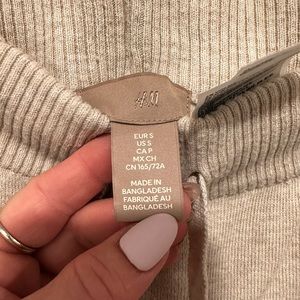 H&M
EUR S
US S
CA P
MX CH
CN 165/72A
MADE IN
BANGLADESH
FABRIQUÉ AU
BANGLADESH